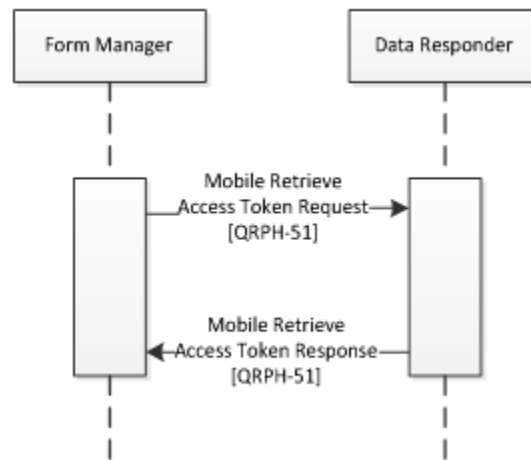 Form Manager
Data Responder
Mobile Retrieve
Access Token Request
[QRPH-51]
Mobile Retrieve
Access Token Response
[QRPH-51]